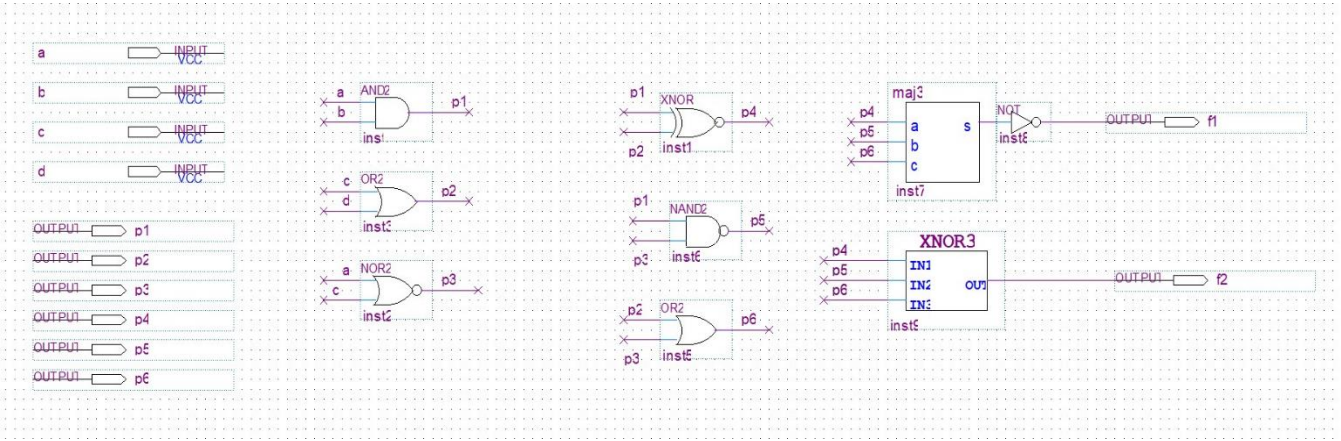 a INPUT VCC
b INPUT VCC
c INPUT VCC
d INPUT VCC
OUTPUT p1
OUTPUT p2
OUTPUT p3
OUTPUT p4
OUTPUT p5
OUTPUT p6
AND2
a
b
p1
inst
OR2
c
d
p2
inst3
NOR2
a
c
p3
inst2
XNOR
p1
p2
p4
inst1
NAND2
p1
p3
p5
inst6
OR2
p2
p3
p6
inst5
maj3
p4 a
p5 b
p6 c
s
inst7
NOT
inst8
OUTPUT f1
XNOR3
p4 IN1
p5 IN2
p6 IN3
OUT
inst9
OUTPUT f2